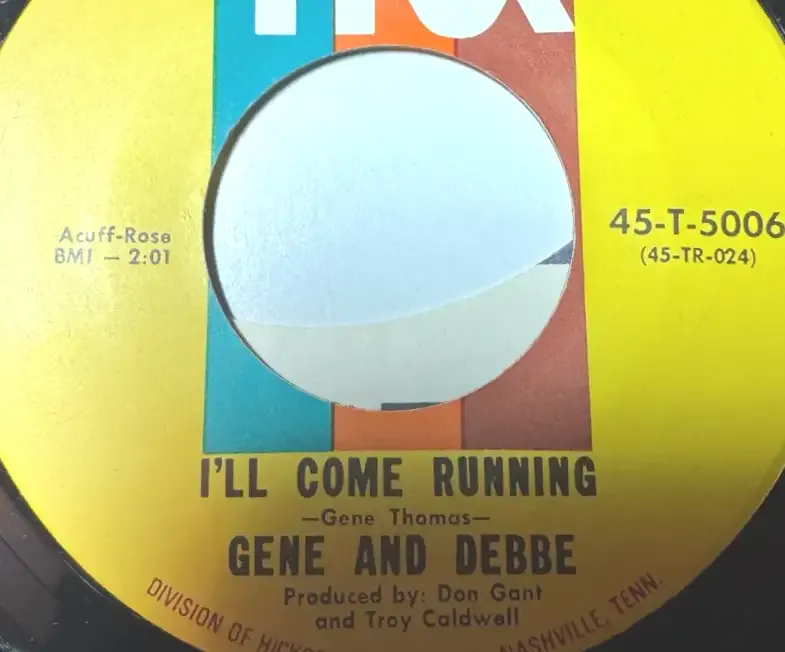 Acuff-Rose
BMI — 2:01
45-T-5006
(45-TR-024)
I'LL COME RUNNING
—Gene Thomas—
GENE AND DEBBE
Produced by: Don Gant
and Troy Caldwell
DIVISION OF NASHVILLE, TENN.